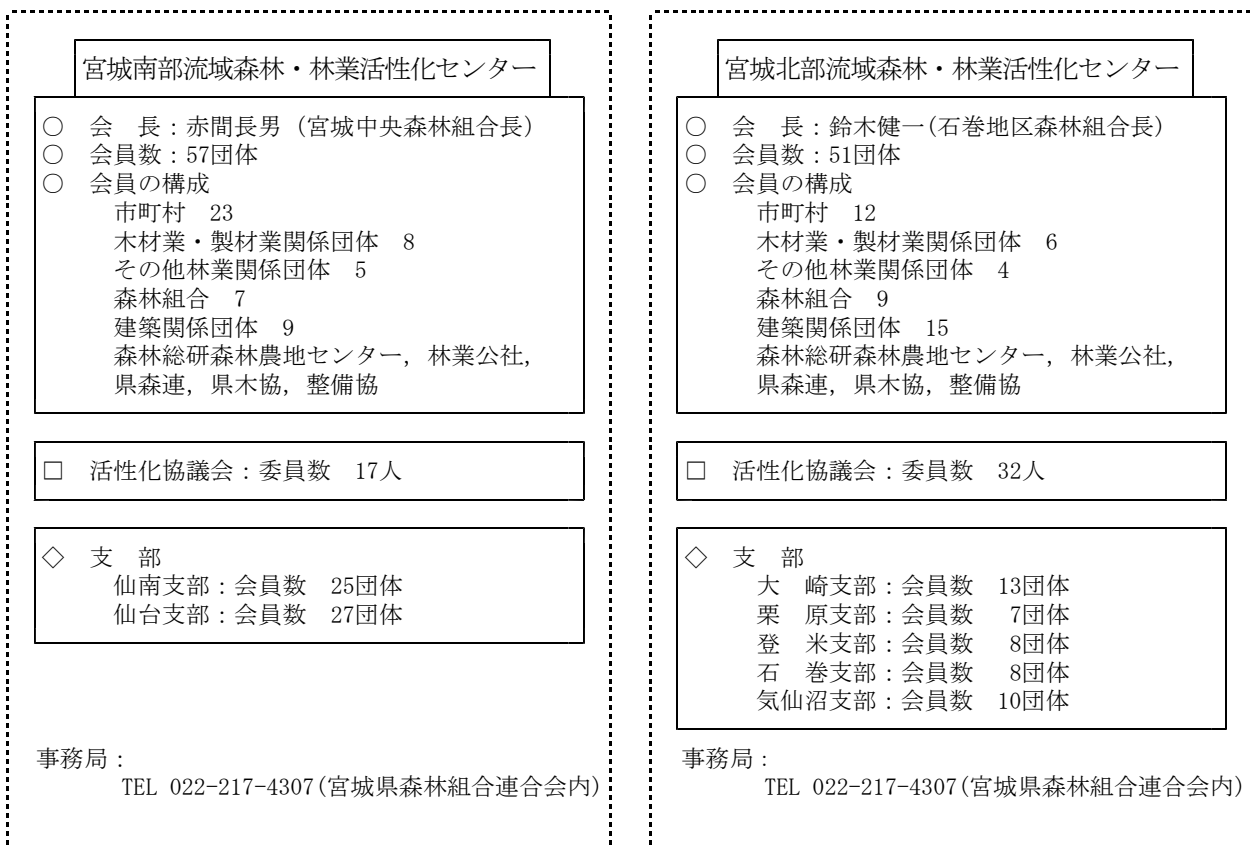 宮城南部流域森林・林業活性化センター
○ 会 長：赤間長男 (宮城中央森林組合長)
○ 会員数：57団体
○ 会員の構成
市町村 23
木材業・製材業関係団体 8
その他林業関係団体 5
森林組合 7
建築関係団体 9
森林総研森林農地センター, 林業公社,
県森連, 県木協, 整備協
□ 活性化協議会：委員数 17人
◇ 支 部
仙南支部：会員数 25団体
仙台支部：会員数 27団体
事務局：
TEL 022-217-4307(宮城県森林組合連合会内)
宮城北部流域森林・林業活性化センター
○ 会 長：鈴木健一(石巻地区森林組合長)
○ 会員数：51団体
○ 会員の構成
市町村 12
木材業・製材業関係団体 6
その他林業関係団体 4
森林組合 9
建築関係団体 15
森林総研森林農地センター, 林業公社,
県森連, 県木協, 整備協
□ 活性化協議会：委員数 32人
◇ 支 部
大 崎支部：会員数 13団体
栗 原支部：会員数 7団体
登 米支部：会員数 8団体
石 巻支部：会員数 8団体
気仙沼支部：会員数 10団体
事務局：
TEL 022-217-4307(宮城県森林組合連合会内)